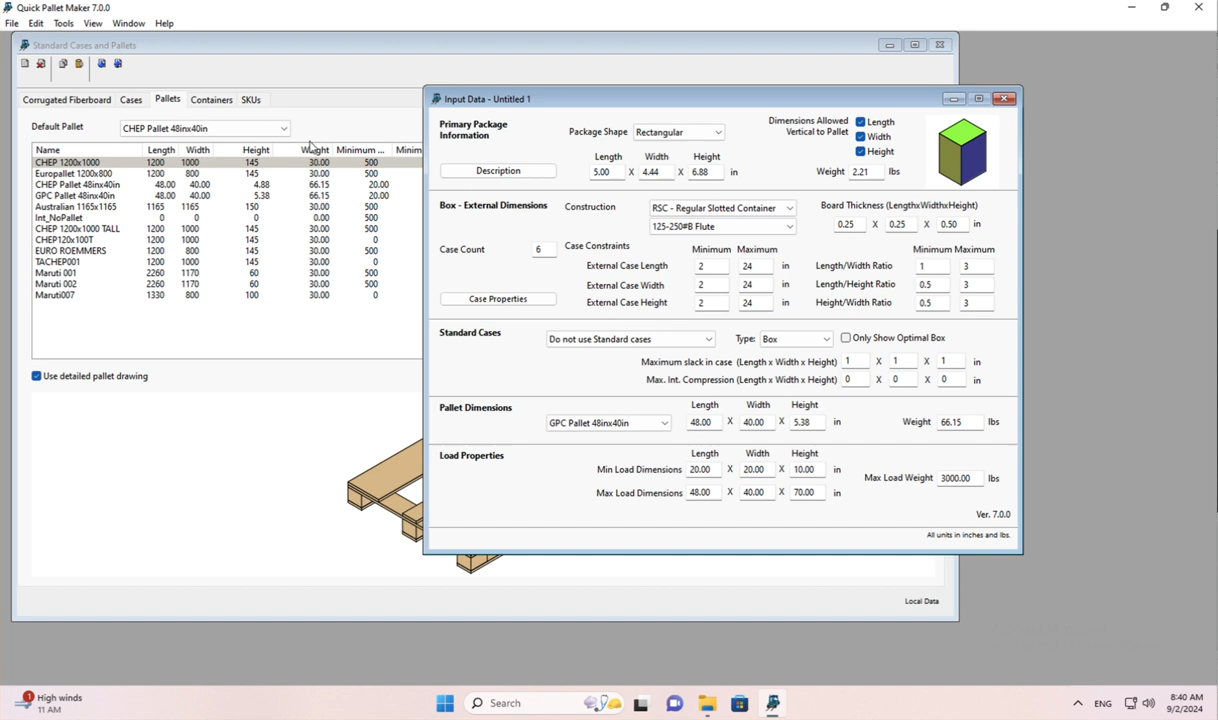 Quick Pallet Maker 7.0.0
File Edit Tools View Window Help
Standard Cases and Pallets
Corrugated Fiberboard Cases Pallets Containers SKUs
Default Pallet CHEP Pallet 48inx40in
Name Length Width Height Weight Minimum ... Minim
CHEP 1200x1000 1200 1000 145 30.00 500
Europallet 1200x800 1200 800 145 30.00 500
CHEP Pallet 48inx40in 48.00 40.00 4.88 66.15 20.00
GPC Pallet 48inx40in 48.00 40.00 5.38 66.15 20.00
Australian 1165x1165 1165 1165 150 30.00 500
Int_NoPallet 0 0 0 0.00 500
CHEP 1200x1000 TALL 1200 1000 145 30.00 500
CHEP120x100T 1200 1000 145 30.00 0
EURO ROEMMERS 1200 800 145 30.00 500
TACHEP001 1200 1000 145 30.00 0
Maruti 001 2260 1170 60 30.00 500
Maruti 002 2260 1170 60 30.00 500
Maruti007 1330 800 100 30.00 0
Use detailed pallet drawing
Local Data
Input Data - Untitled 1
Primary Package Information
Description
Package Shape Rectangular
Length Width Height
5.00 X 4.44 X 6.88 in
Dimensions Allowed Vertical to Pallet
Length
Width
Height
Weight 2.21 lbs
Box - External Dimensions
Construction RSC - Regular Slotted Container
125-250#B Flute
Board Thickness (LengthxWidthxHeight)
0.25 X 0.25 X 0.50 in
Case Count 6
Case Constraints Minimum Maximum Minimum Maximum
External Case Length 2 24 in Length/Width Ratio 1 3
External Case Width 2 24 in Length/Height Ratio 0.5 3
External Case Height 2 24 in Height/Width Ratio 0.5 3
Case Properties
Standard Cases
Do not use Standard cases Type: Box Only Show Optimal Box
Maximum slack in case (Length x Width x Height) 1 X 1 X 1 in
Max. Int. Compression (Length x Width x Height) 0 X 0 X 0 in
Pallet Dimensions
Length Width Height
GPC Pallet 48inx40in 48.00 X 40.00 X 5.38 in Weight 66.15 lbs
Load Properties
Length Width Height
Min Load Dimensions 20.00 X 20.00 X 10.00 in
Max Load Dimensions 48.00 X 40.00 X 70.00 in
Max Load Weight 3000.00 lbs
Ver. 7.0.0
All units in inches and lbs.
1
High winds
11 AM
Search
ENG
8:40 AM
9/2/2024